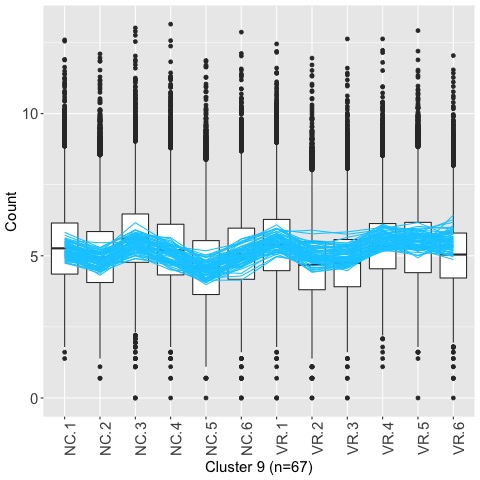 10
5
0
Count
NC.1
NC.2
NC.3
NC.4
NC.5
NC.6
VR.1
VR.2
VR.3
VR.4
VR.5
VR.6
Cluster 9 (n=67)